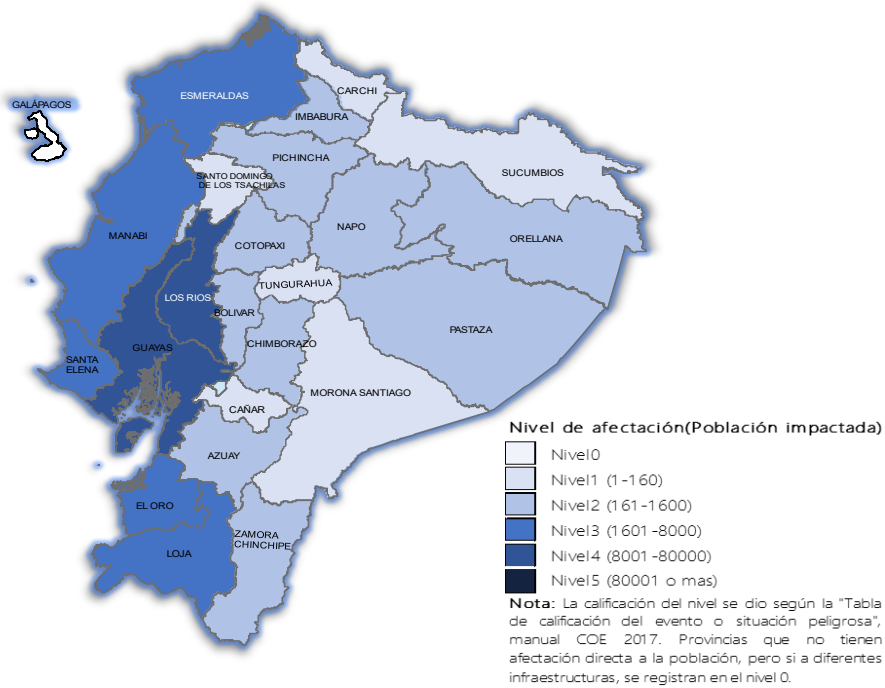 GALÁPAGOS
ESMERALDAS
CARCHI
IMBABURA
PICHINCHA
SUCUMBIOS
SANTO DOMINGO
DE LOS TSACHILAS
MANABI
NAPO
ORELLANA
COTOPAXI
TUNGURAHUA
LOS RIOS
BOLIVAR
PASTAZA
CHIMBORAZO
GUAYAS
SANTA
ELENA
MORONA SANTIAGO
CAÑAR
AZUAY
EL ORO
ZAMORA
CHINCHIPE
LOJA
Nivel de afectación(Población impactada)
Nivel0
Nivel1 (1-160)
Nivel2 (161-1600)
Nivel3 (1601-8000)
Nivel4 (8001-80000)
Nivel5 (80001 o mas)
Nota: La calificación del nivel se dio según la "Tabla
de calificación del evento o situación peligrosa",
manual COE 2017. Provincias que no tienen
afectación directa a la población, pero si a diferentes
infraestructuras, se registran en el nivel 0.